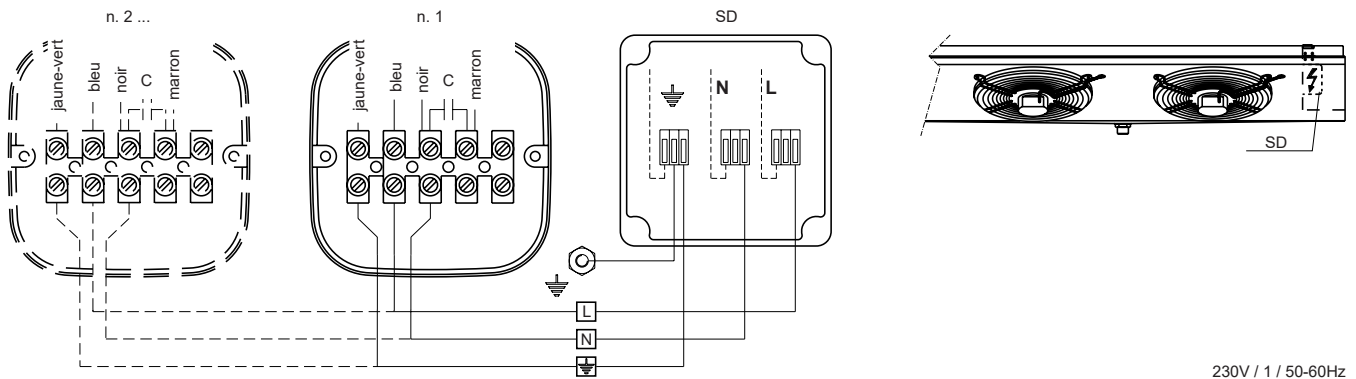 n. 2 ...
n. 1
SD
jaune-vert
bleu
noir
C
marron
jaune-vert
bleu
noir
C
marron
N
L
SD
L
N
230V / 1 / 50-60Hz